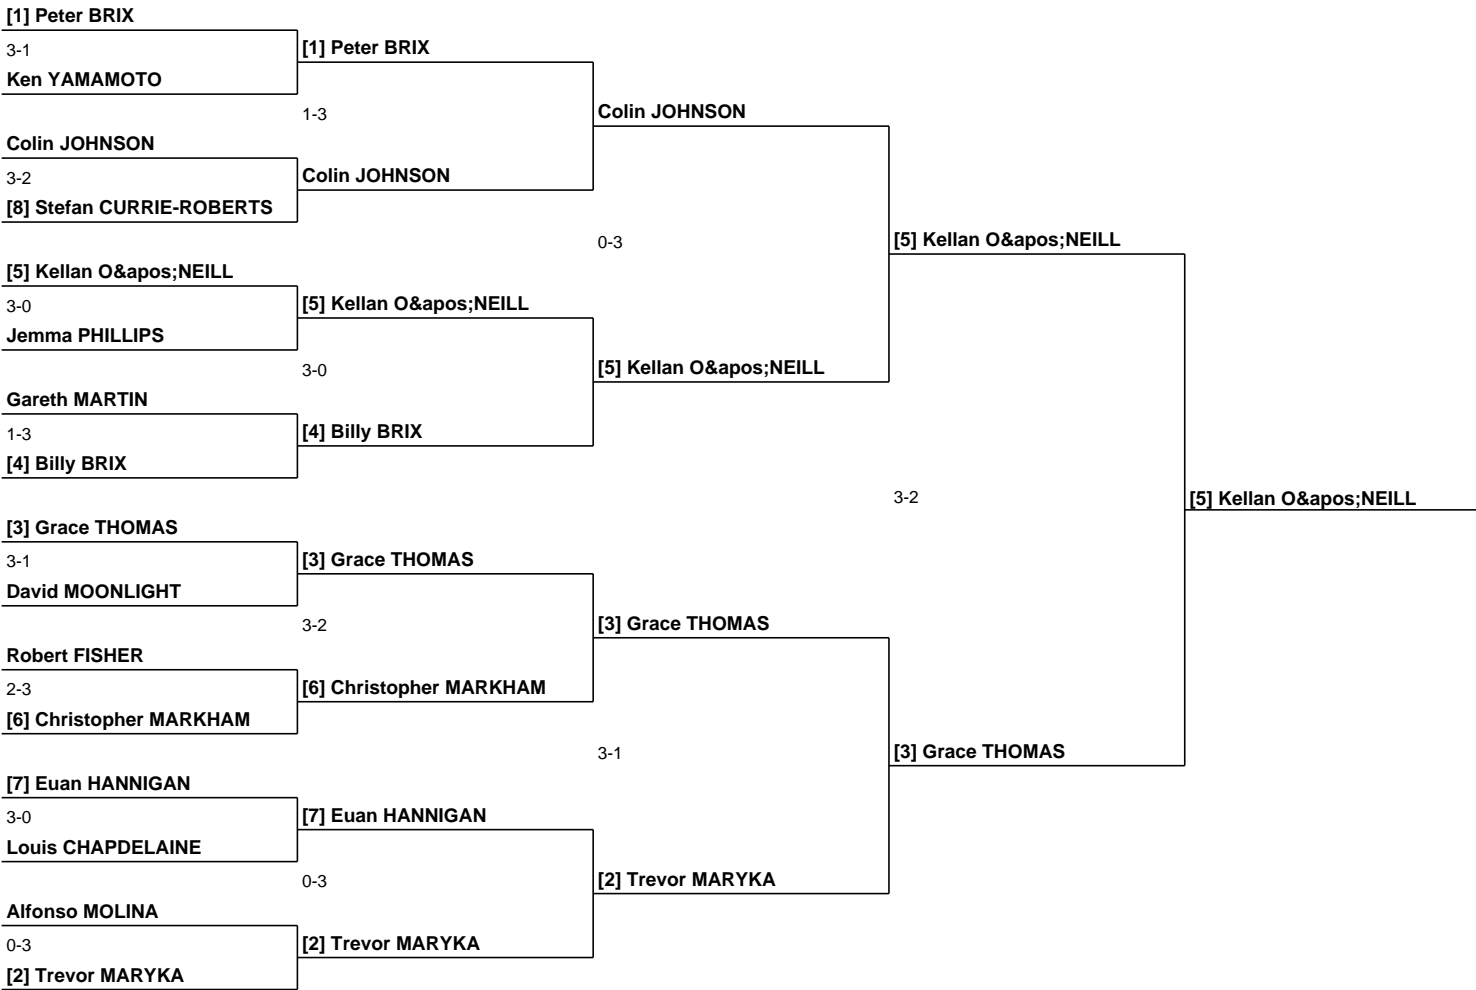 [1] Peter BRIX
3-1
Ken YAMAMOTO
Colin JOHNSON
3-2
[8] Stefan CURRIE-ROBERTS
[5] Kellan O&apos;NEILL
3-0
Jemma PHILLIPS
Gareth MARTIN
1-3
[4] Billy BRIX
[3] Grace THOMAS
3-1
David MOONLIGHT
Robert FISHER
2-3
[6] Christopher MARKHAM
[7] Euan HANNIGAN
3-0
Louis CHAPDELAINE
Alfonso MOLINA
0-3
[2] Trevor MARYKA
[1] Peter BRIX
1-3
Colin JOHNSON
[5] Kellan O&apos;NEILL
3-0
[4] Billy BRIX
[3] Grace THOMAS
3-2
[6] Christopher MARKHAM
[7] Euan HANNIGAN
0-3
[2] Trevor MARYKA
Colin JOHNSON
0-3
[5] Kellan O&apos;NEILL
[3] Grace THOMAS
3-1
[2] Trevor MARYKA
[5] Kellan O&apos;NEILL
3-2
[3] Grace THOMAS
[5] Kellan O&apos;NEILL